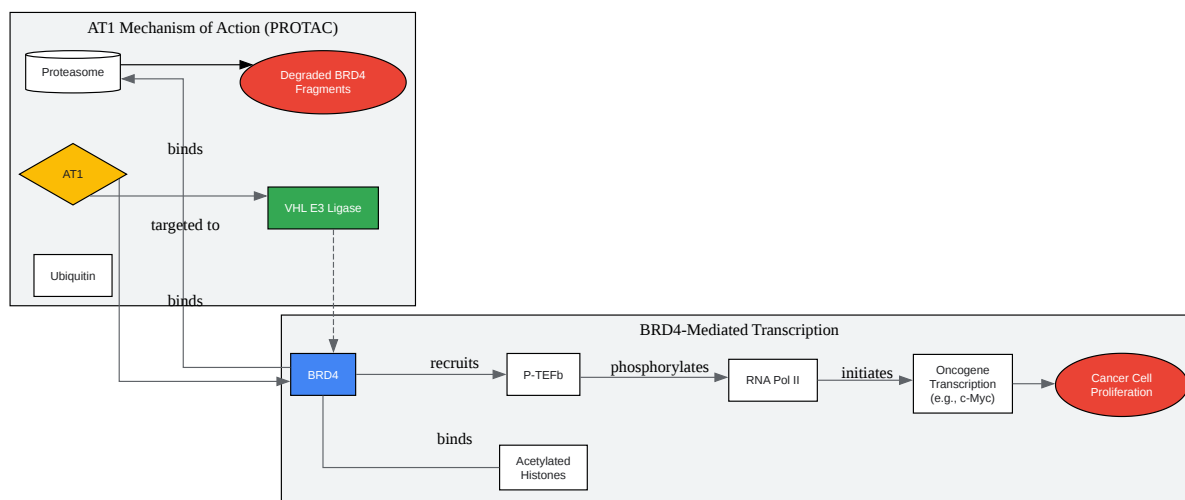 AT1 Mechanism of Action (PROTAC)
Proteasome
Degraded BRD4
Fragments
binds
AT1
VHL E3 Ligase
targeted to
Ubiquitin
binds
BRD4-Mediated Transcription
BRD4
recruits
P-TEFb
phosphorylates
RNA Pol II
initiates
Oncogene
Transcription
(e.g., c-Myc)
Cancer Cell
Proliferation
binds
Acetylated
Histones